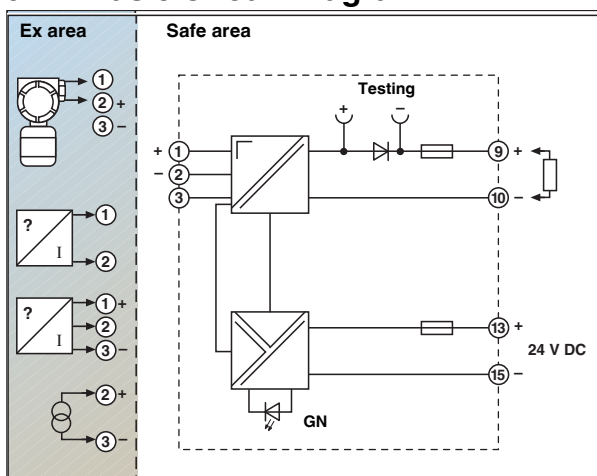 Ex area
Safe area
1
2 +
3 –
?
I
1
2
?
I
1 +
2
3 –
2 +
3 –
Testing
+ –
+ 1
– 2
3
9 +
10 –
13 +
24 V DC
15 –
GN